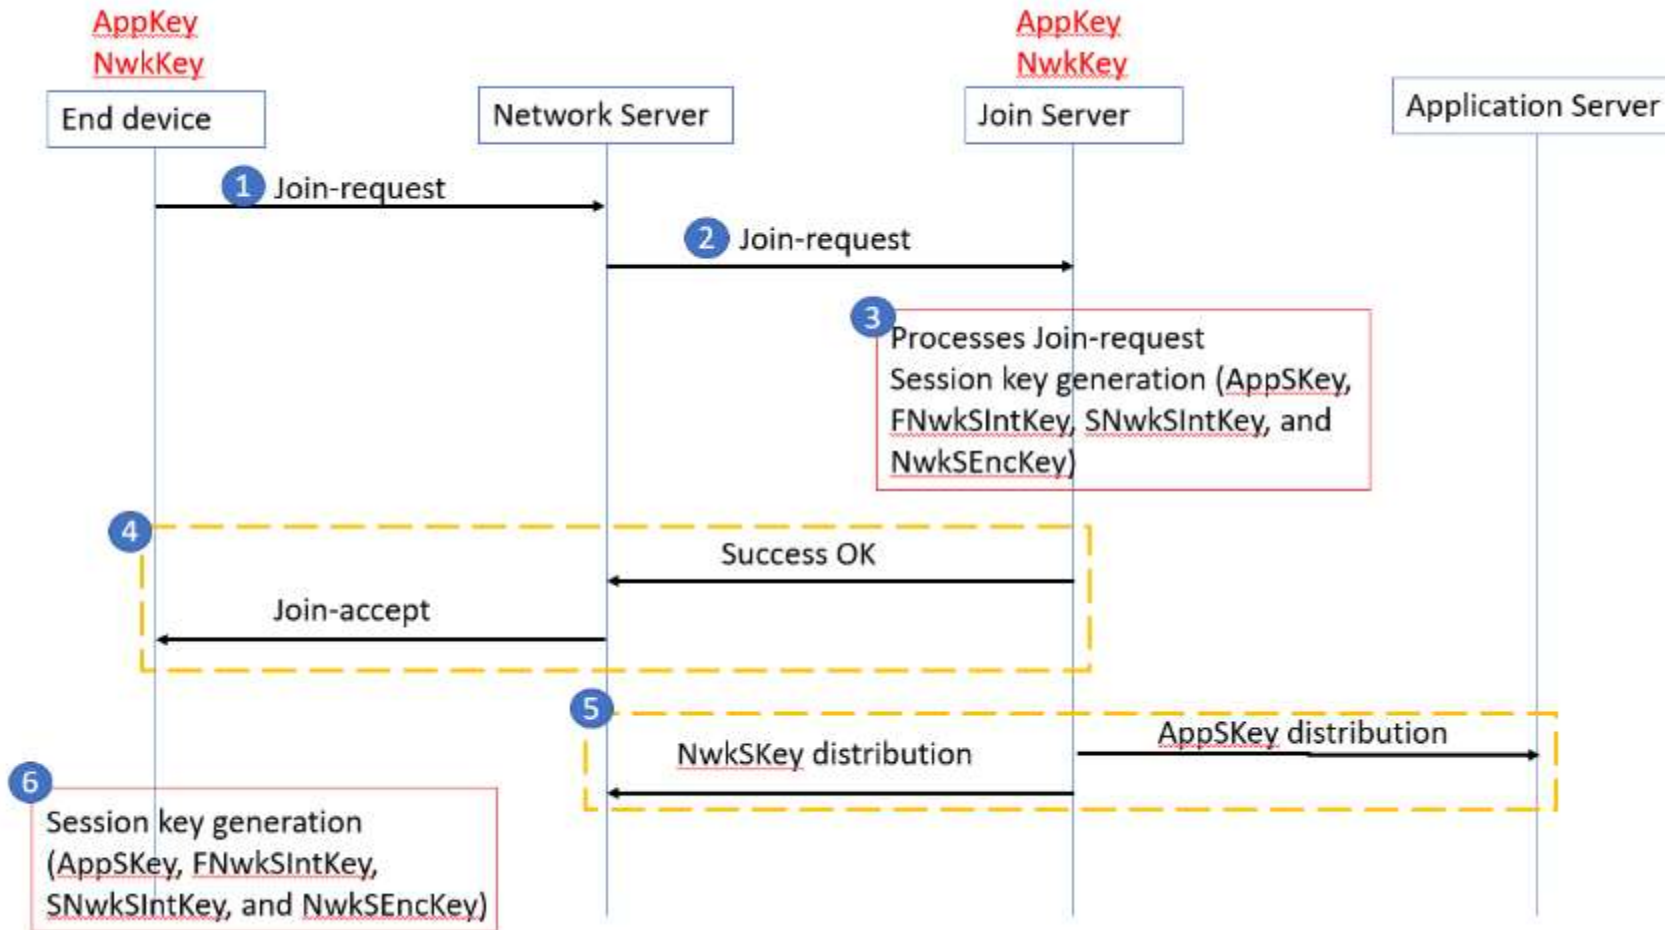 AppKey
NwkKey
AppKey
NwkKey
End device
Network Server
Join Server
Application Server
1 Join-request
2 Join-request
3
Processes Join-request
Session key generation (AppSKey,
FNwkSIntKey, SNwkSIntKey, and
NwkSEncKey)
4
Success OK
Join-accept
5
AppSKey distribution
NwkSKey distribution
6
Session key generation
(AppSKey, FNwkSIntKey,
SNwkSIntKey, and NwkSEncKey)